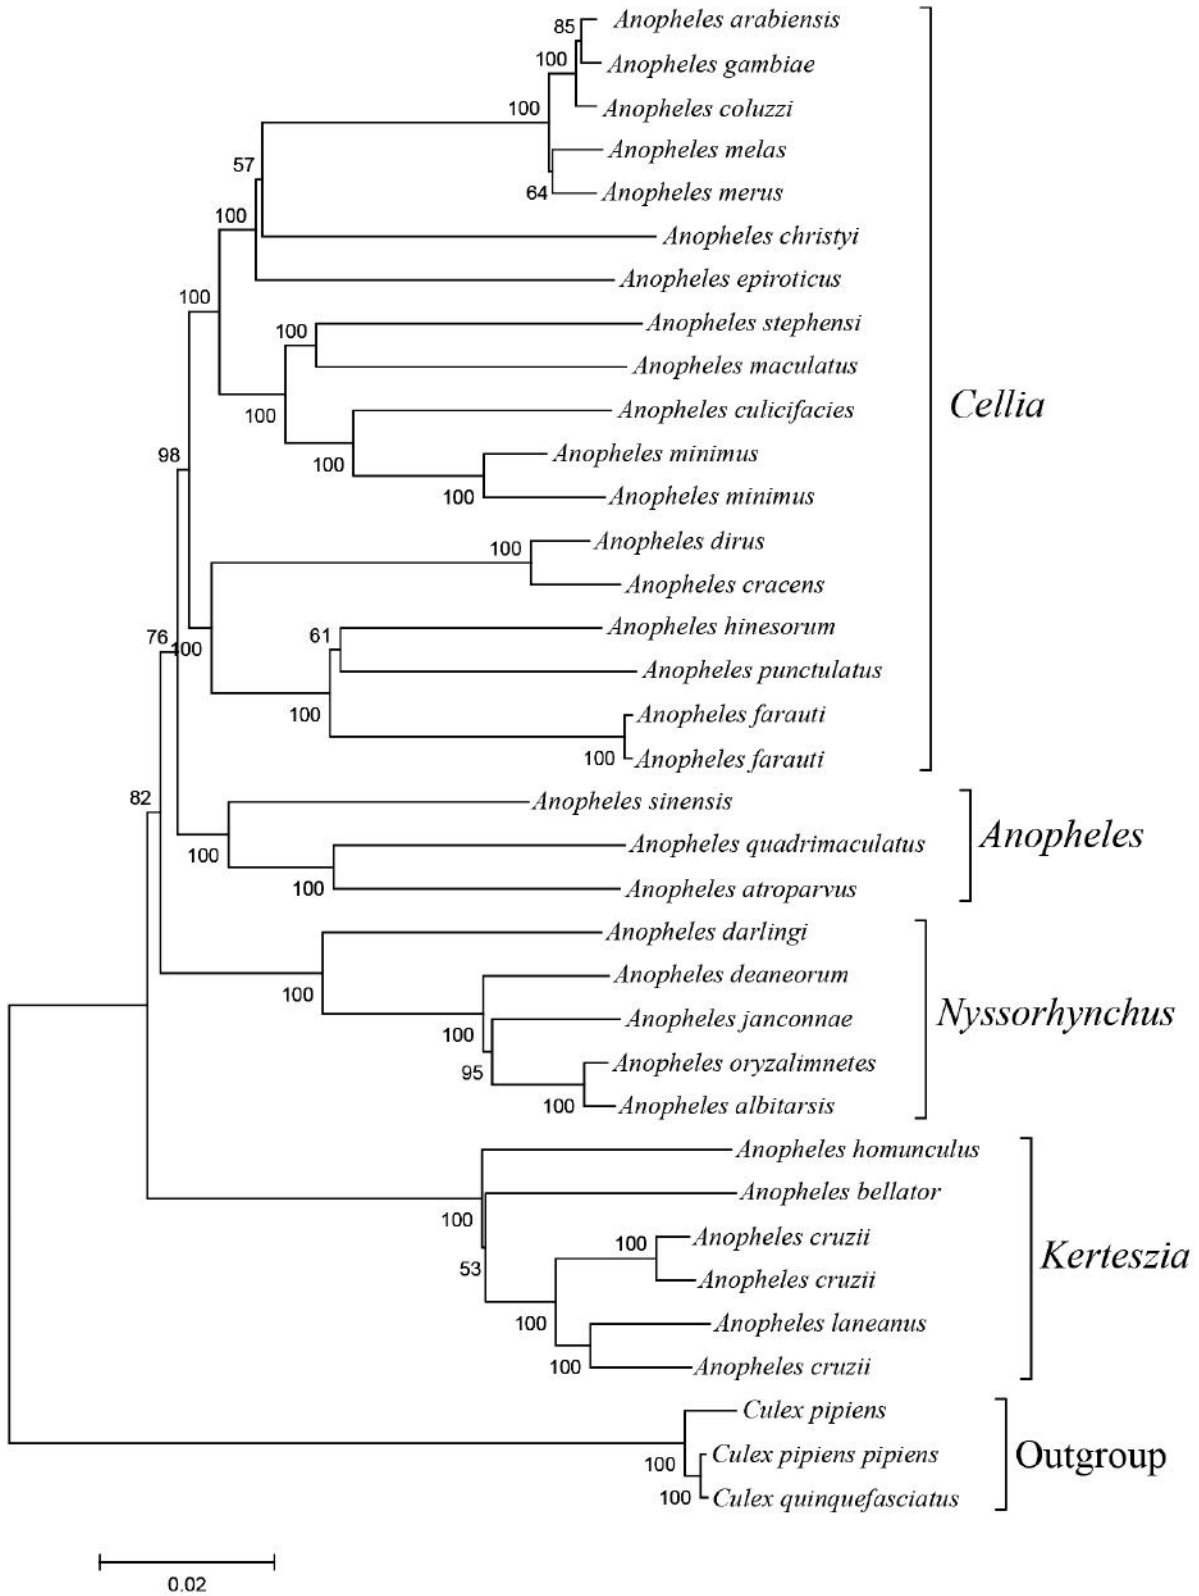 85
Anopheles arabiensis
100
Anopheles gambiae
100
Anopheles coluzzi
Anopheles melas
64
Anopheles merus
57
100
Anopheles christyi
Anopheles epiroticus
100
100
Anopheles stephensi
Anopheles maculatus
100
Anopheles culicifacies
Cellia
98
100
Anopheles minimus
100
Anopheles minimus
100
Anopheles dirus
Anopheles cracens
76
100
61
Anopheles hinesorum
Anopheles punctulatus
100
Anopheles farauti
100
Anopheles farauti
82
Anopheles sinensis
100
Anopheles quadrimaculatus
Anopheles
100
Anopheles atroparvus
Anopheles darlingi
100
Anopheles deaneorum
100
Anopheles janconnae
Nyssorhynchus
95
Anopheles oryzalimnetes
100
Anopheles albitarsis
Anopheles homunculus
100
Anopheles bellator
53
100
Anopheles cruzii
Anopheles cruzii
Kerteszia
100
Anopheles laneanus
100
Anopheles cruzii
Culex pipiens
100
Culex pipiens pipiens
Outgroup
100
Culex quinquefasciatus
0.02